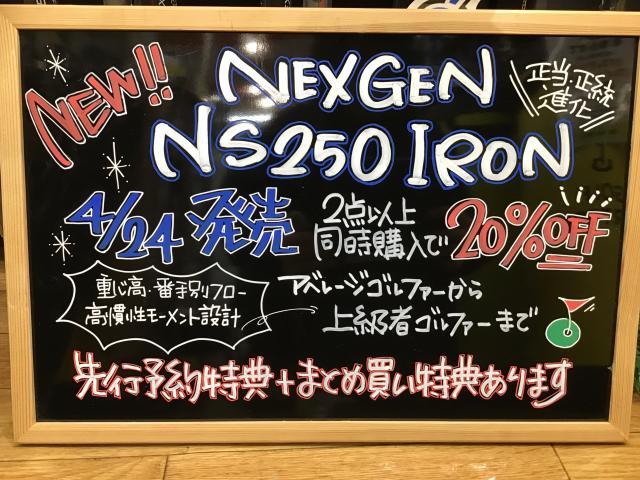 NEW!!
NEXGEN
NS250 IRON
正当・正統
進化
4/24 発売
2点以上
同時購入で
20%OFF
重心高・番手別フロー
高慣性モーメント設計
アベレージゴルファーから
上級者ゴルファーまで
先行予約特典+まとめ買い特典あります